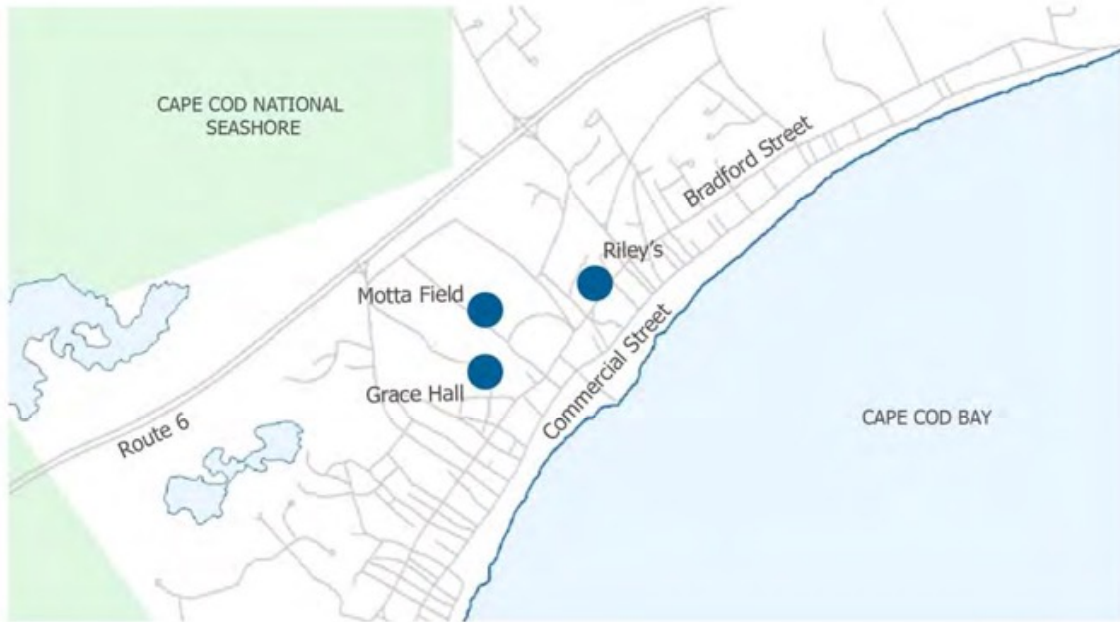 CAPE COD NATIONAL
SEASHORE
Bradford Street
Riley's
Motta Field
Grace Hall
Commercial Street
CAPE COD BAY
Route 6